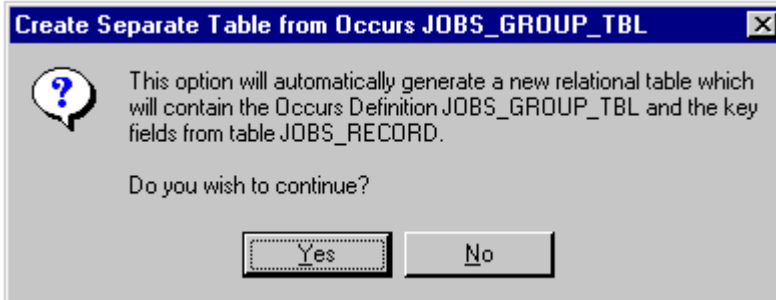 Create Separate Table from Occurs JOBS_GROUP_TBL
This option will automatically generate a new relational table which
will contain the Occurs Definition JOBS_GROUP_TBL and the key
fields from table JOBS_RECORD.
Do you wish to continue?
Yes No